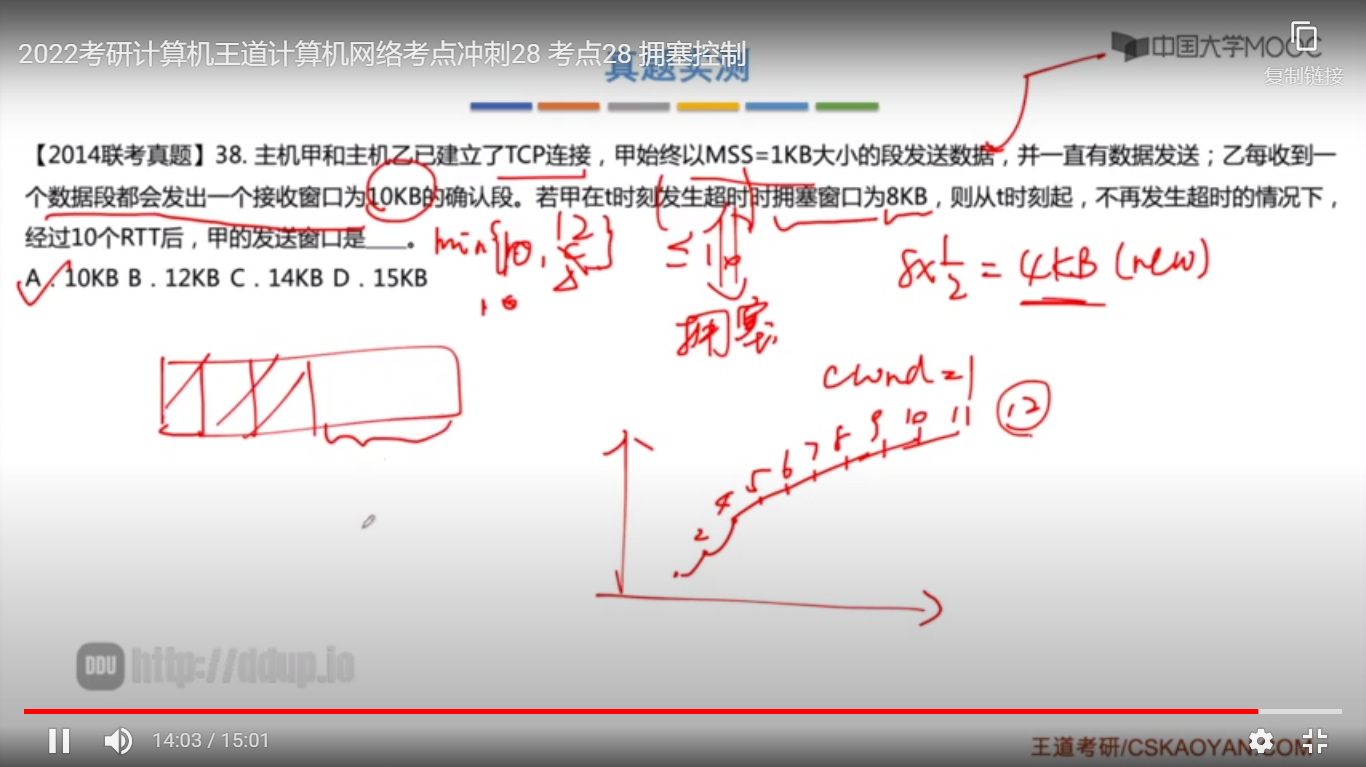 2022考研计算机王道计算机网络考点冲刺28 考点28 拥塞控制
真题实测
中国大学MOOC
复制链接
【2014联考真题】38. 主机甲和主机乙已建立了TCP连接，甲始终以MSS=1KB大小的段发送数据，并一直有数据发送；乙每收到一
个数据段都会发出一个接收窗口为10KB的确认段。若甲在t时刻发生超时时拥塞窗口为8KB，则从t时刻起，不再发生超时的情况下，
经过10个RTT后，甲的发送窗口是____。
A．10KB B．12KB C．14KB D．15KB
min{10, 12}
10
8×1/2 = 4KB (new)
拥塞
cwnd=1
2 4 5 6 7 8 9 10 11 12
DDU http://ddup.io
14:03 / 15:01
王道考研/CSKAOYAN.COM